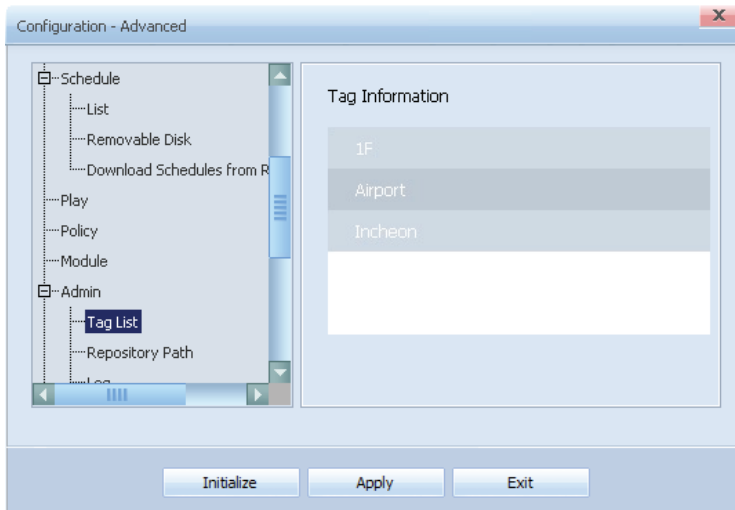 Configuration - Advanced
Schedule
List
Removable Disk
Download Schedules from R
Play
Policy
Module
Admin
Tag List
Repository Path
Log
Tag Information
1F
Airport
Incheon
Initialize
Apply
Exit